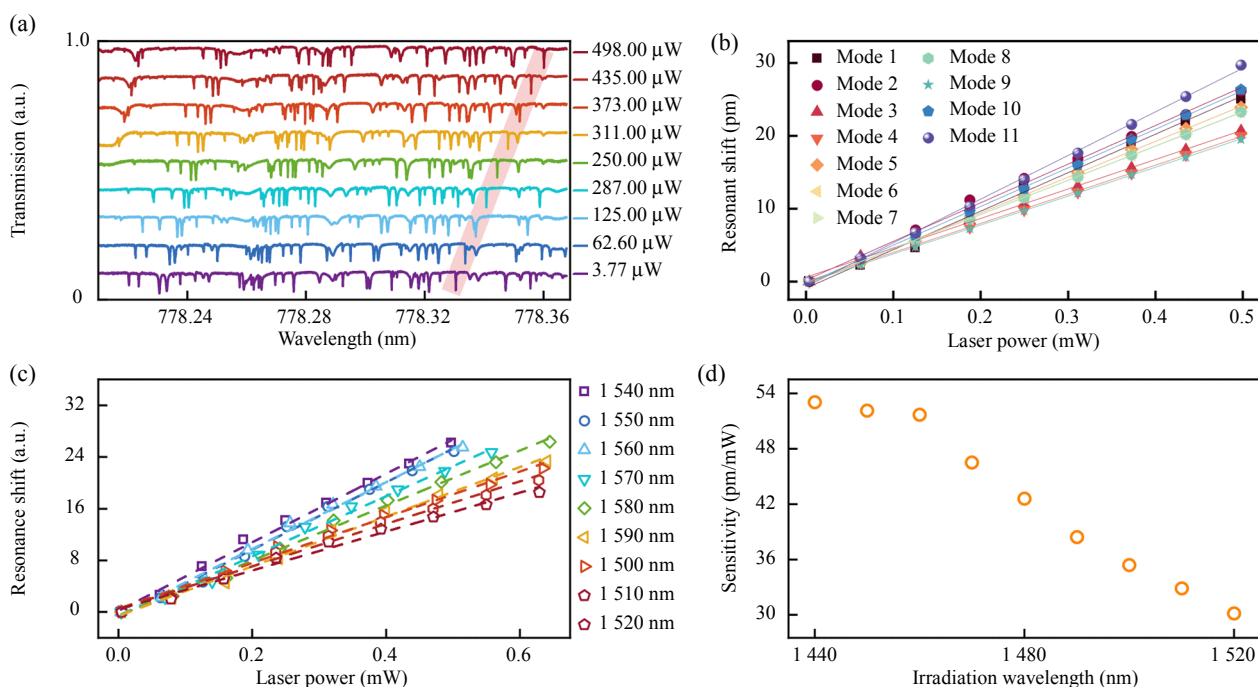 (a)
1.0
Transmission (a.u.)
0
498.00 μW
435.00 μW
373.00 μW
311.00 μW
250.00 μW
287.00 μW
125.00 μW
62.60 μW
3.77 μW
778.24 778.28 778.32 778.36
Wavelength (nm)
(b)
30
20
10
0
Resonant shift (pm)
Mode 1
Mode 2
Mode 3
Mode 4
Mode 5
Mode 6
Mode 7
Mode 8
Mode 9
Mode 10
Mode 11
0.0 0.1 0.2 0.3 0.4 0.5
Laser power (mW)
(c)
32
24
16
8
0
Resonance shift (a.u.)
0.0 0.2 0.4 0.6
Laser power (mW)
1 540 nm
1 550 nm
1 560 nm
1 570 nm
1 580 nm
1 590 nm
1 500 nm
1 510 nm
1 520 nm
(d)
54
48
42
36
30
Sensitivity (pm/mW)
1 440 1 480 1 520
Irradiation wavelength (nm)